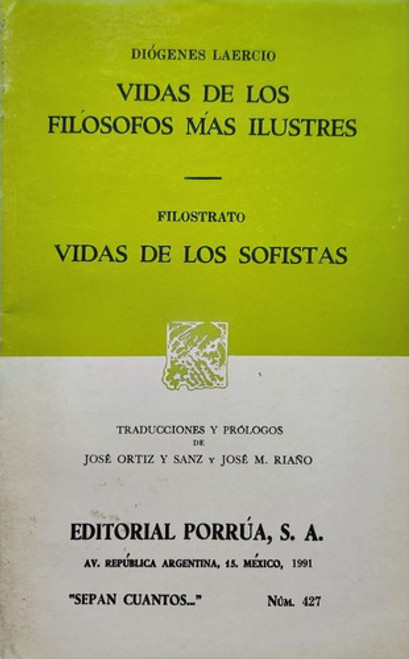 DIÓGENES LAERCIO
VIDAS DE LOS
FILÓSOFOS MÁS ILUSTRES
FILOSTRATO
VIDAS DE LOS SOFISTAS
TRADUCCIONES Y PRÓLOGOS
DE
JOSÉ ORTIZ Y SANZ Y JOSÉ M. RIAÑO
EDITORIAL PORRÚA, S. A.
AV. REPÚBLICA ARGENTINA, 15. MÉXICO, 1991
"SEPAN CUANTOS..." NÚM. 427